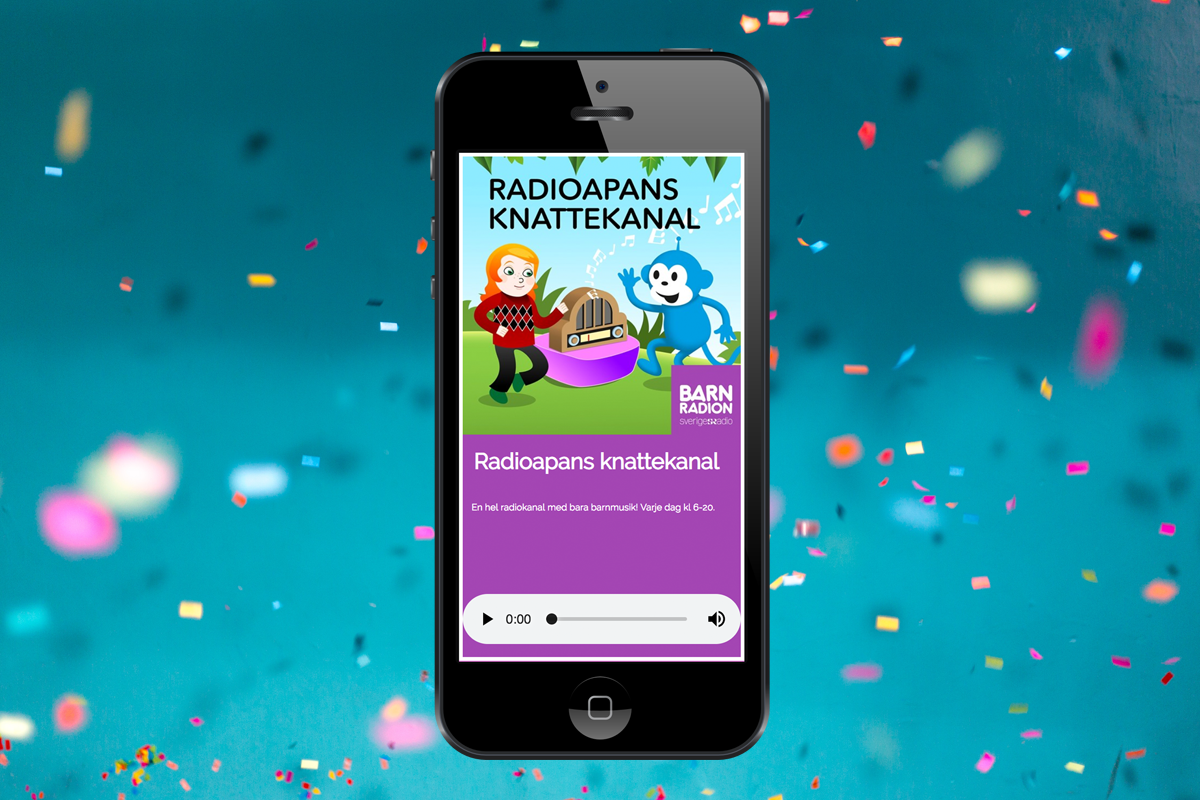 RADIOAPANS
KNATTEKANAL
BARN
RADION
sveriges radio
Radioapans knattekanal
En hel radiokanal med bara barnmusik! Varje dag kl 6-20.
0:00